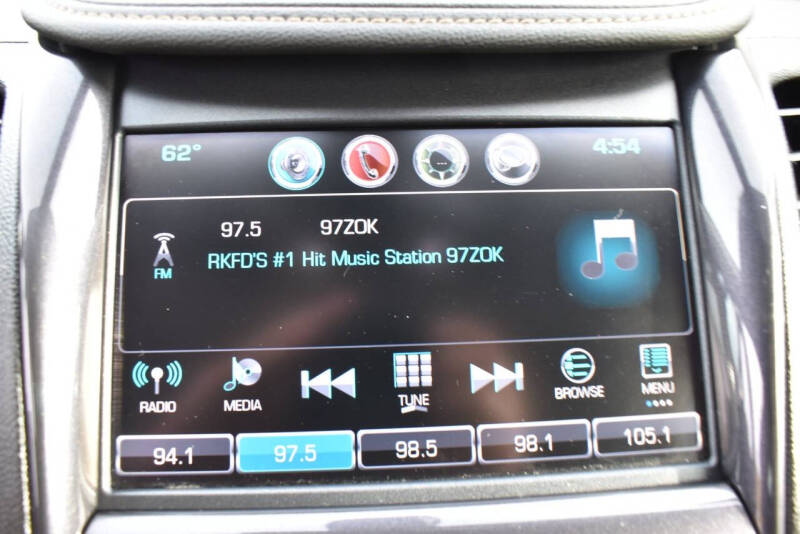 62° 4:54
97.5 97ZOK
FM RKFD'S #1 Hit Music Station 97ZOK
RADIO MEDIA TUNE BROWSE MENU
94.1 97.5 98.5 98.1 105.1